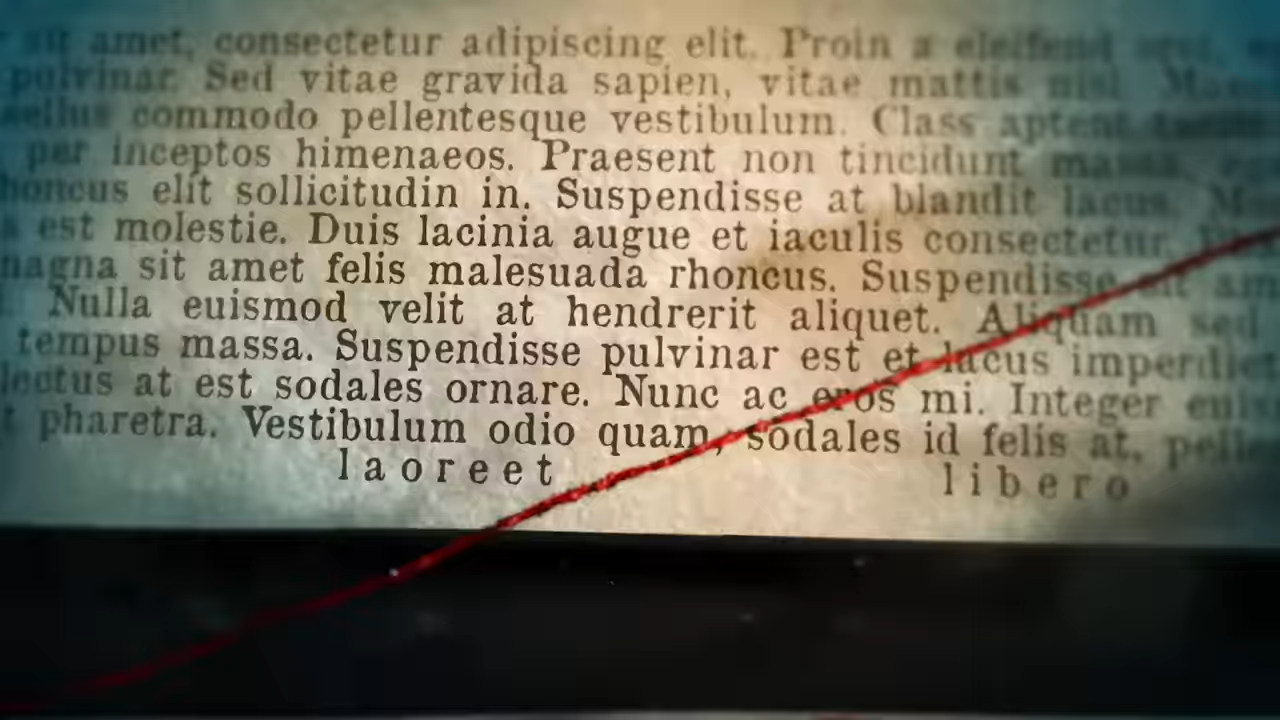 sit amet, consectetur adipiscing elit. Proin a eleifend
pulvinar. Sed vitae gravida sapien, vitae mattis nisl.
commodo pellentesque vestibulum. Class aptent
per inceptos himenaeos. Praesent non tincidunt massa,
elit sollicitudin in. Suspendisse at blandit lacus.
est molestie. Duis lacinia augue et iaculis consectetur.
magna sit amet felis malesuada rhoncus. Suspendisse
Nulla euismod velit at hendrerit aliquet. Aliquam sed
tempus massa. Suspendisse pulvinar est et lacus imperdiet
lectus at est sodales ornare. Nunc ac eros mi. Integer
pharetra. Vestibulum odio quam, sodales id felis at,
laoreet libero